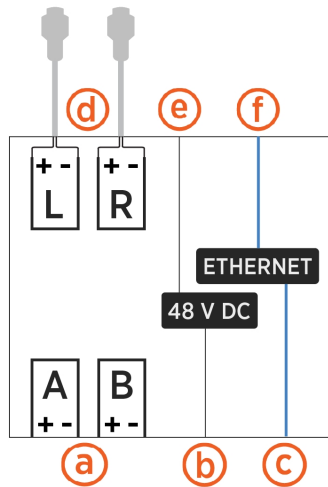 d e f
+ - + -
L R
ETHERNET
48 V DC
A B
+ - + -
a b c